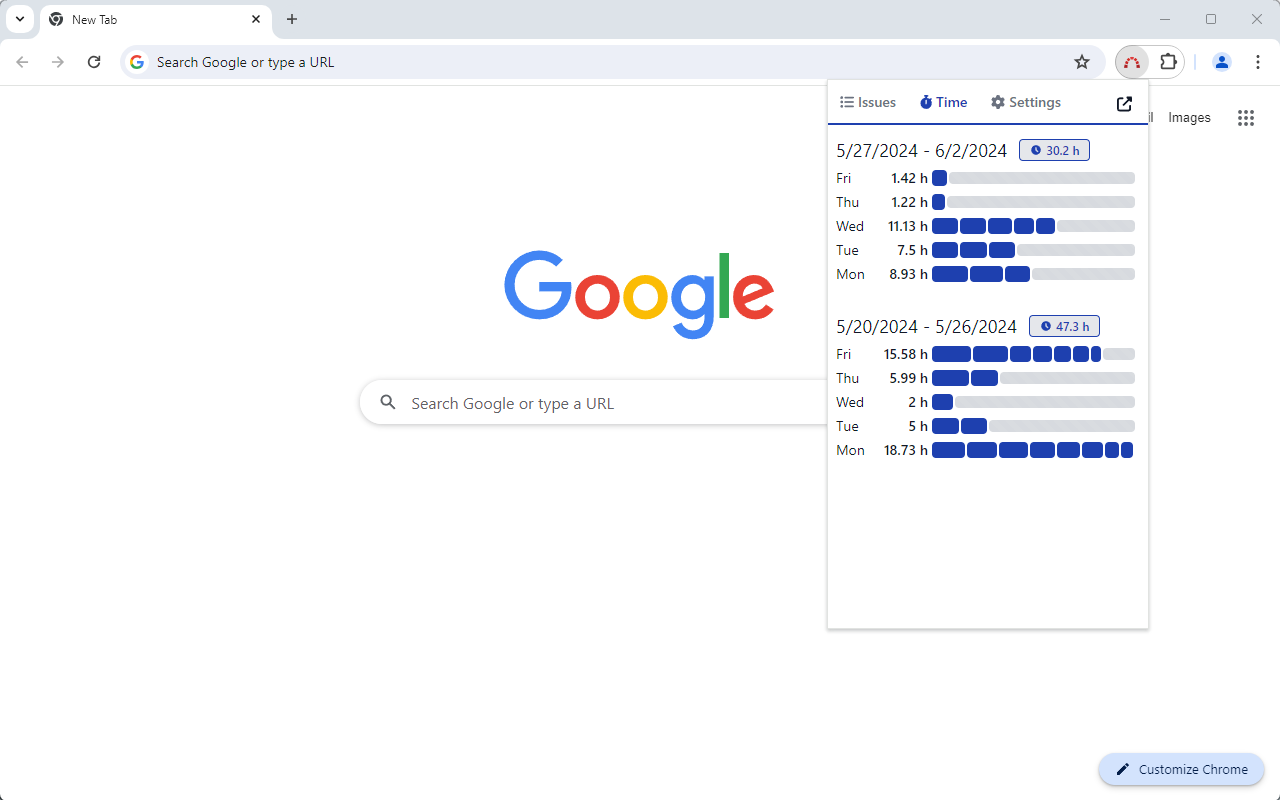 New Tab
Search Google or type a URL
Issues Time Settings
Images
5/27/2024 - 6/2/2024 30.2 h
Fri 1.42 h
Thu 1.22 h
Wed 11.13 h
Tue 7.5 h
Mon 8.93 h
Google
5/20/2024 - 5/26/2024 47.3 h
Fri 15.58 h
Thu 5.99 h
Wed 2 h
Search Google or type a URL
Tue 5 h
Mon 18.73 h
Customize Chrome